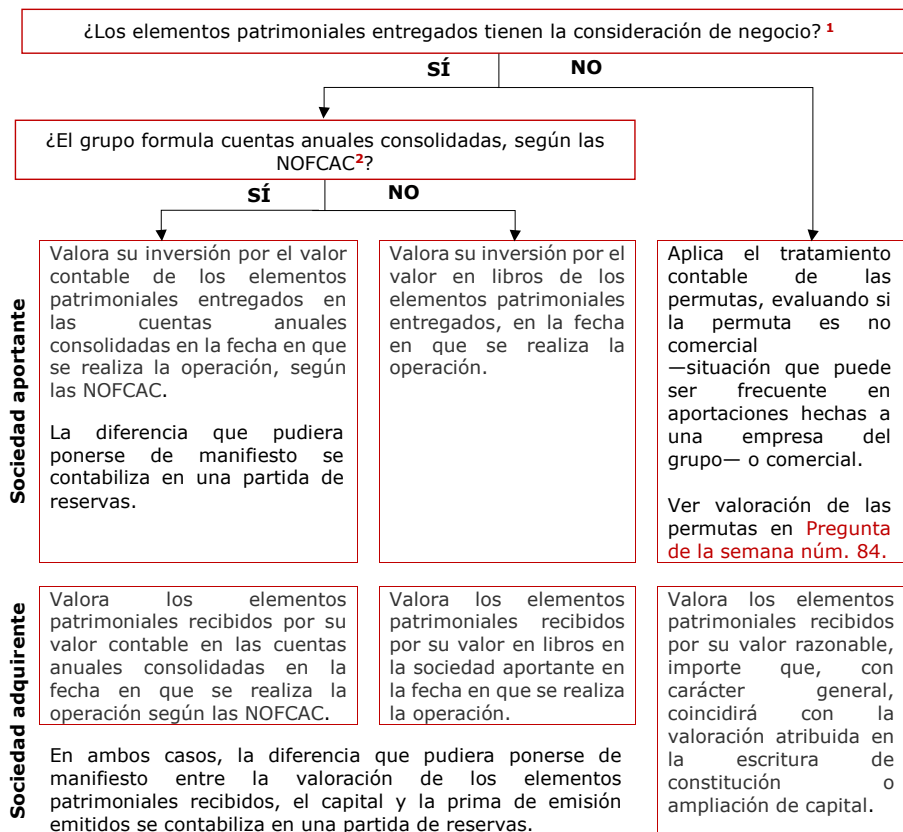 ¿Los elementos patrimoniales entregados tienen la consideración de negocio? 1
SÍ
NO
¿El grupo formula cuentas anuales consolidadas, según las
NOFCAC2?
SÍ
NO
Sociedad aportante
Valora su inversión por el valor
contable de los elementos
patrimoniales entregados en
las cuentas anuales
consolidadas en la fecha en que
se realiza la operación, según
las NOFCAC.
La diferencia que pudiera
ponerse de manifiesto se
contabiliza en una partida de
reservas.
Valora su inversión por el
valor en libros de los
elementos patrimoniales
entregados, en la fecha
en que se realiza la
operación.
Aplica el tratamiento
contable de las
permutas, evaluando si
la permuta es no
comercial
—situación que puede
ser frecuente en
aportaciones hechas a
una empresa del
grupo— o comercial.
Ver valoración de las
permutas en Pregunta
de la semana núm. 84.
Sociedad adquirente
Valora los elementos
patrimoniales recibidos por su
valor contable en las cuentas
anuales consolidadas en la
fecha en que se realiza la
operación según las NOFCAC.
Valora los elementos
patrimoniales recibidos
por su valor en libros en
la sociedad aportante en
la fecha en que se realiza
la operación.
En ambos casos, la diferencia que pudiera ponerse de
manifiesto entre la valoración de los elementos
patrimoniales recibidos, el capital y la prima de emisión
emitidos se contabiliza en una partida de reservas.
Valora los elementos
patrimoniales recibidos
por su valor razonable,
importe que, con
carácter general,
coincidirá con la
valoración atribuida en
la escritura de
constitución o
ampliación de capital.